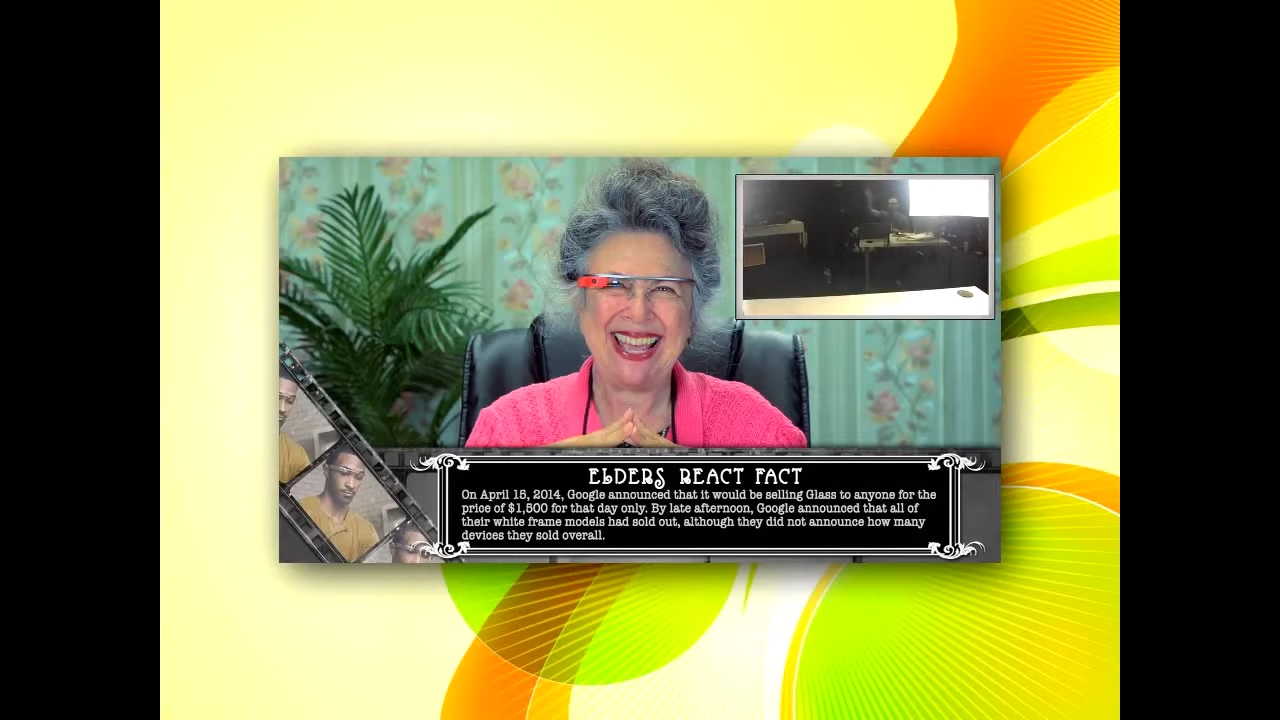 ELDERS REACT FACT
On April 15, 2014, Google announced that it would be selling Glass to anyone for the
price of $1,500 for that day only. By late afternoon, Google announced that all of
their white frame models had sold out, although they did not announce how many
devices they sold overall.